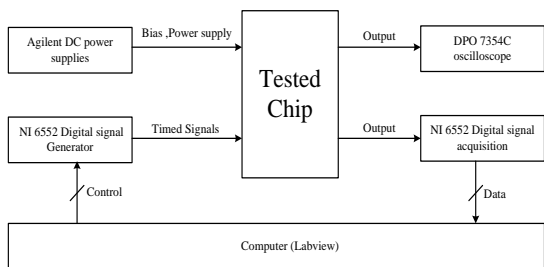 Agilent DC power
supplies
Bias ,Power supply
Tested
Chip
Output
DPO 7354C
oscilloscope
NI 6552 Digital signal
Generator
Timed Signals
Output
NI 6552 Digital signal
acquisition
Control
Data
Computer (Labview)